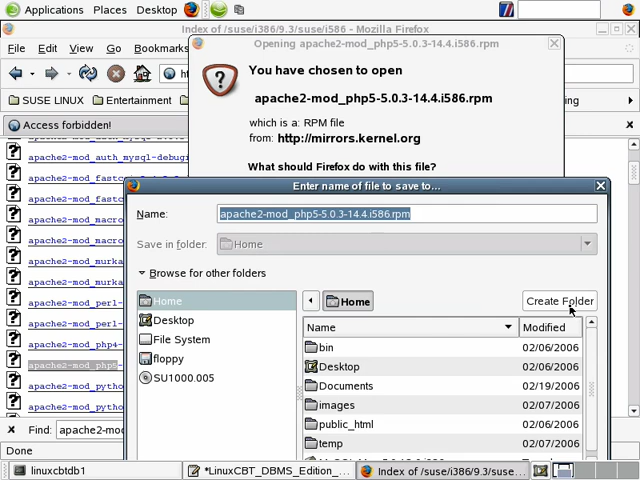 Applications Places Desktop
Index of /suse/i386/9.3/suse/i586 - Mozilla Firefox
File Edit View Go Bookmarks
Opening apache2-mod_php5-5.0.3-14.4.i586.rpm
You have chosen to open
apache2-mod_php5-5.0.3-14.4.i586.rpm
which is a: RPM file
from: http://mirrors.kernel.org
What should Firefox do with this file?
SUSE LINUX Entertainment
Access forbidden!
apache2-mod_auth_mysql-debug
apache2-mod_fastc
apache2-mod_fast
apache2-mod_macro
apache2-mod_macro
apache2-mod_murka
apache2-mod_murka
apache2-mod_perl-
apache2-mod_perl-
apache2-mod_php4-
apache2-mod_php5-
apache2-mod_pytho
apache2-mod_pytho
Enter name of file to save to...
Name: apache2-mod_php5-5.0.3-14.4.i586.rpm
Save in folder: Home
Browse for other folders
Home
Desktop
File System
floppy
SU1000.005
Home
Create Folder
Name Modified
bin 02/06/2006
Desktop 02/06/2006
Documents 02/19/2006
images 02/07/2006
public_html 02/06/2006
temp 02/07/2006
Find: apache2-mod
Done
linuxcbtdb1
*LinuxCBT_DBMS_Edition_...
Index of /suse/i386/9.3/suse...